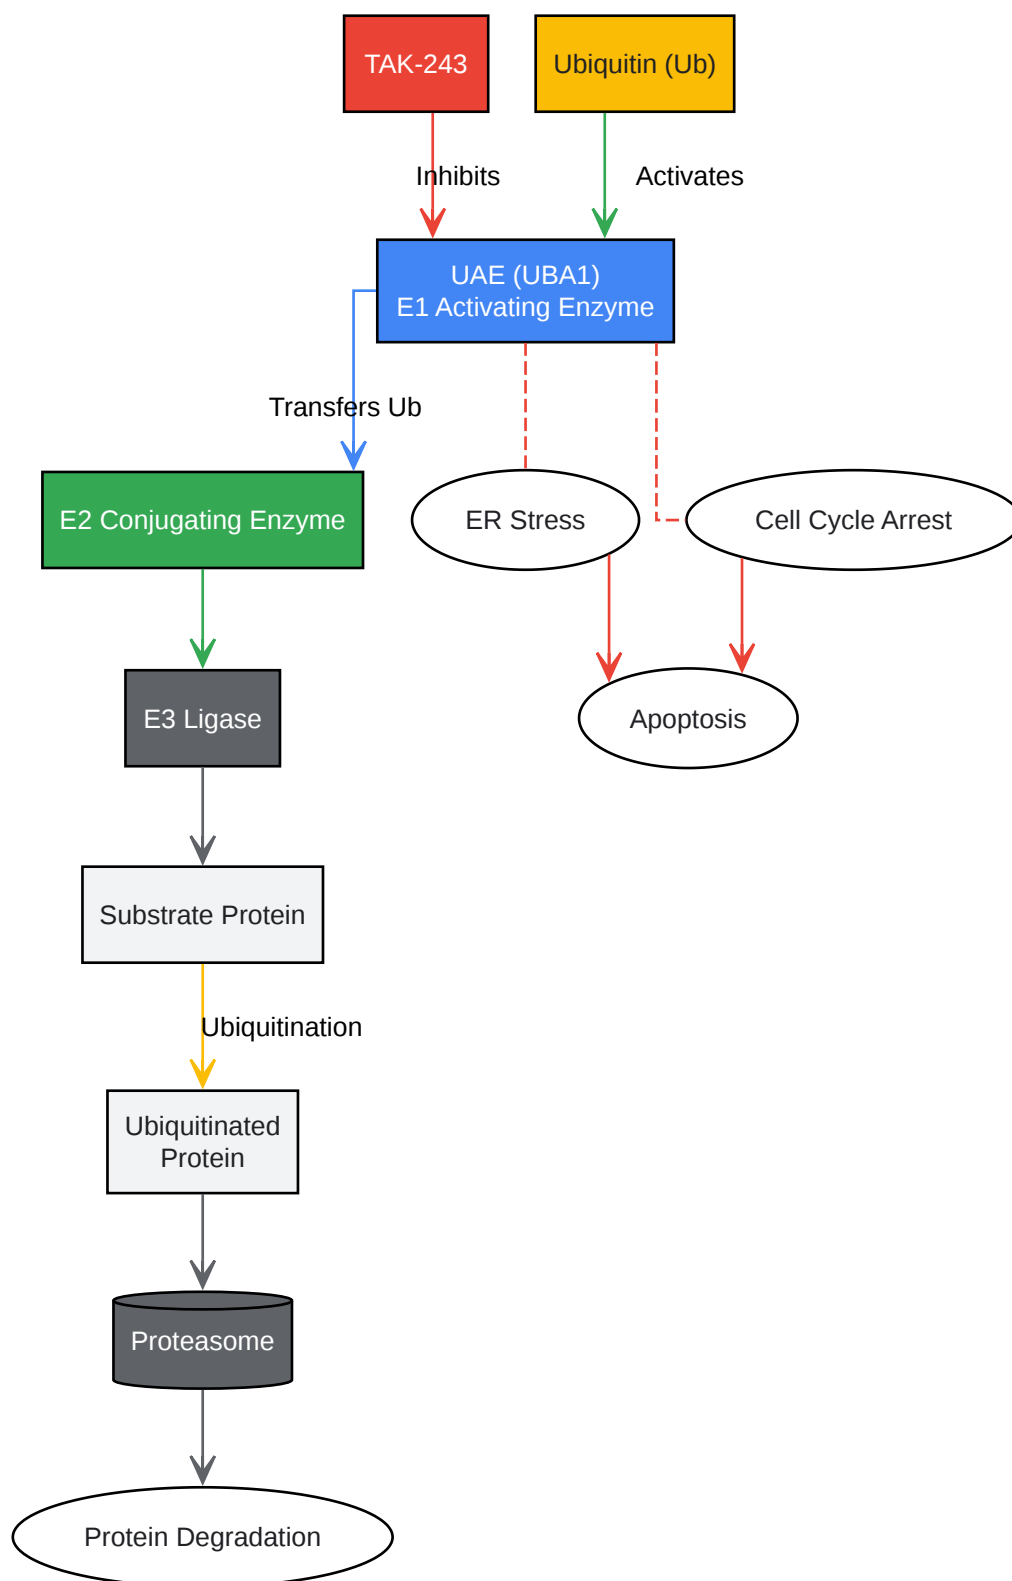 TAK-243
Ubiquitin (Ub)
Inhibits
Activates
UAE (UBA1)
E1 Activating Enzyme
Transfers Ub
E2 Conjugating Enzyme
ER Stress
Cell Cycle Arrest
E3 Ligase
Apoptosis
Substrate Protein
Ubiquitination
Ubiquitinated
Protein
Proteasome
Protein Degradation